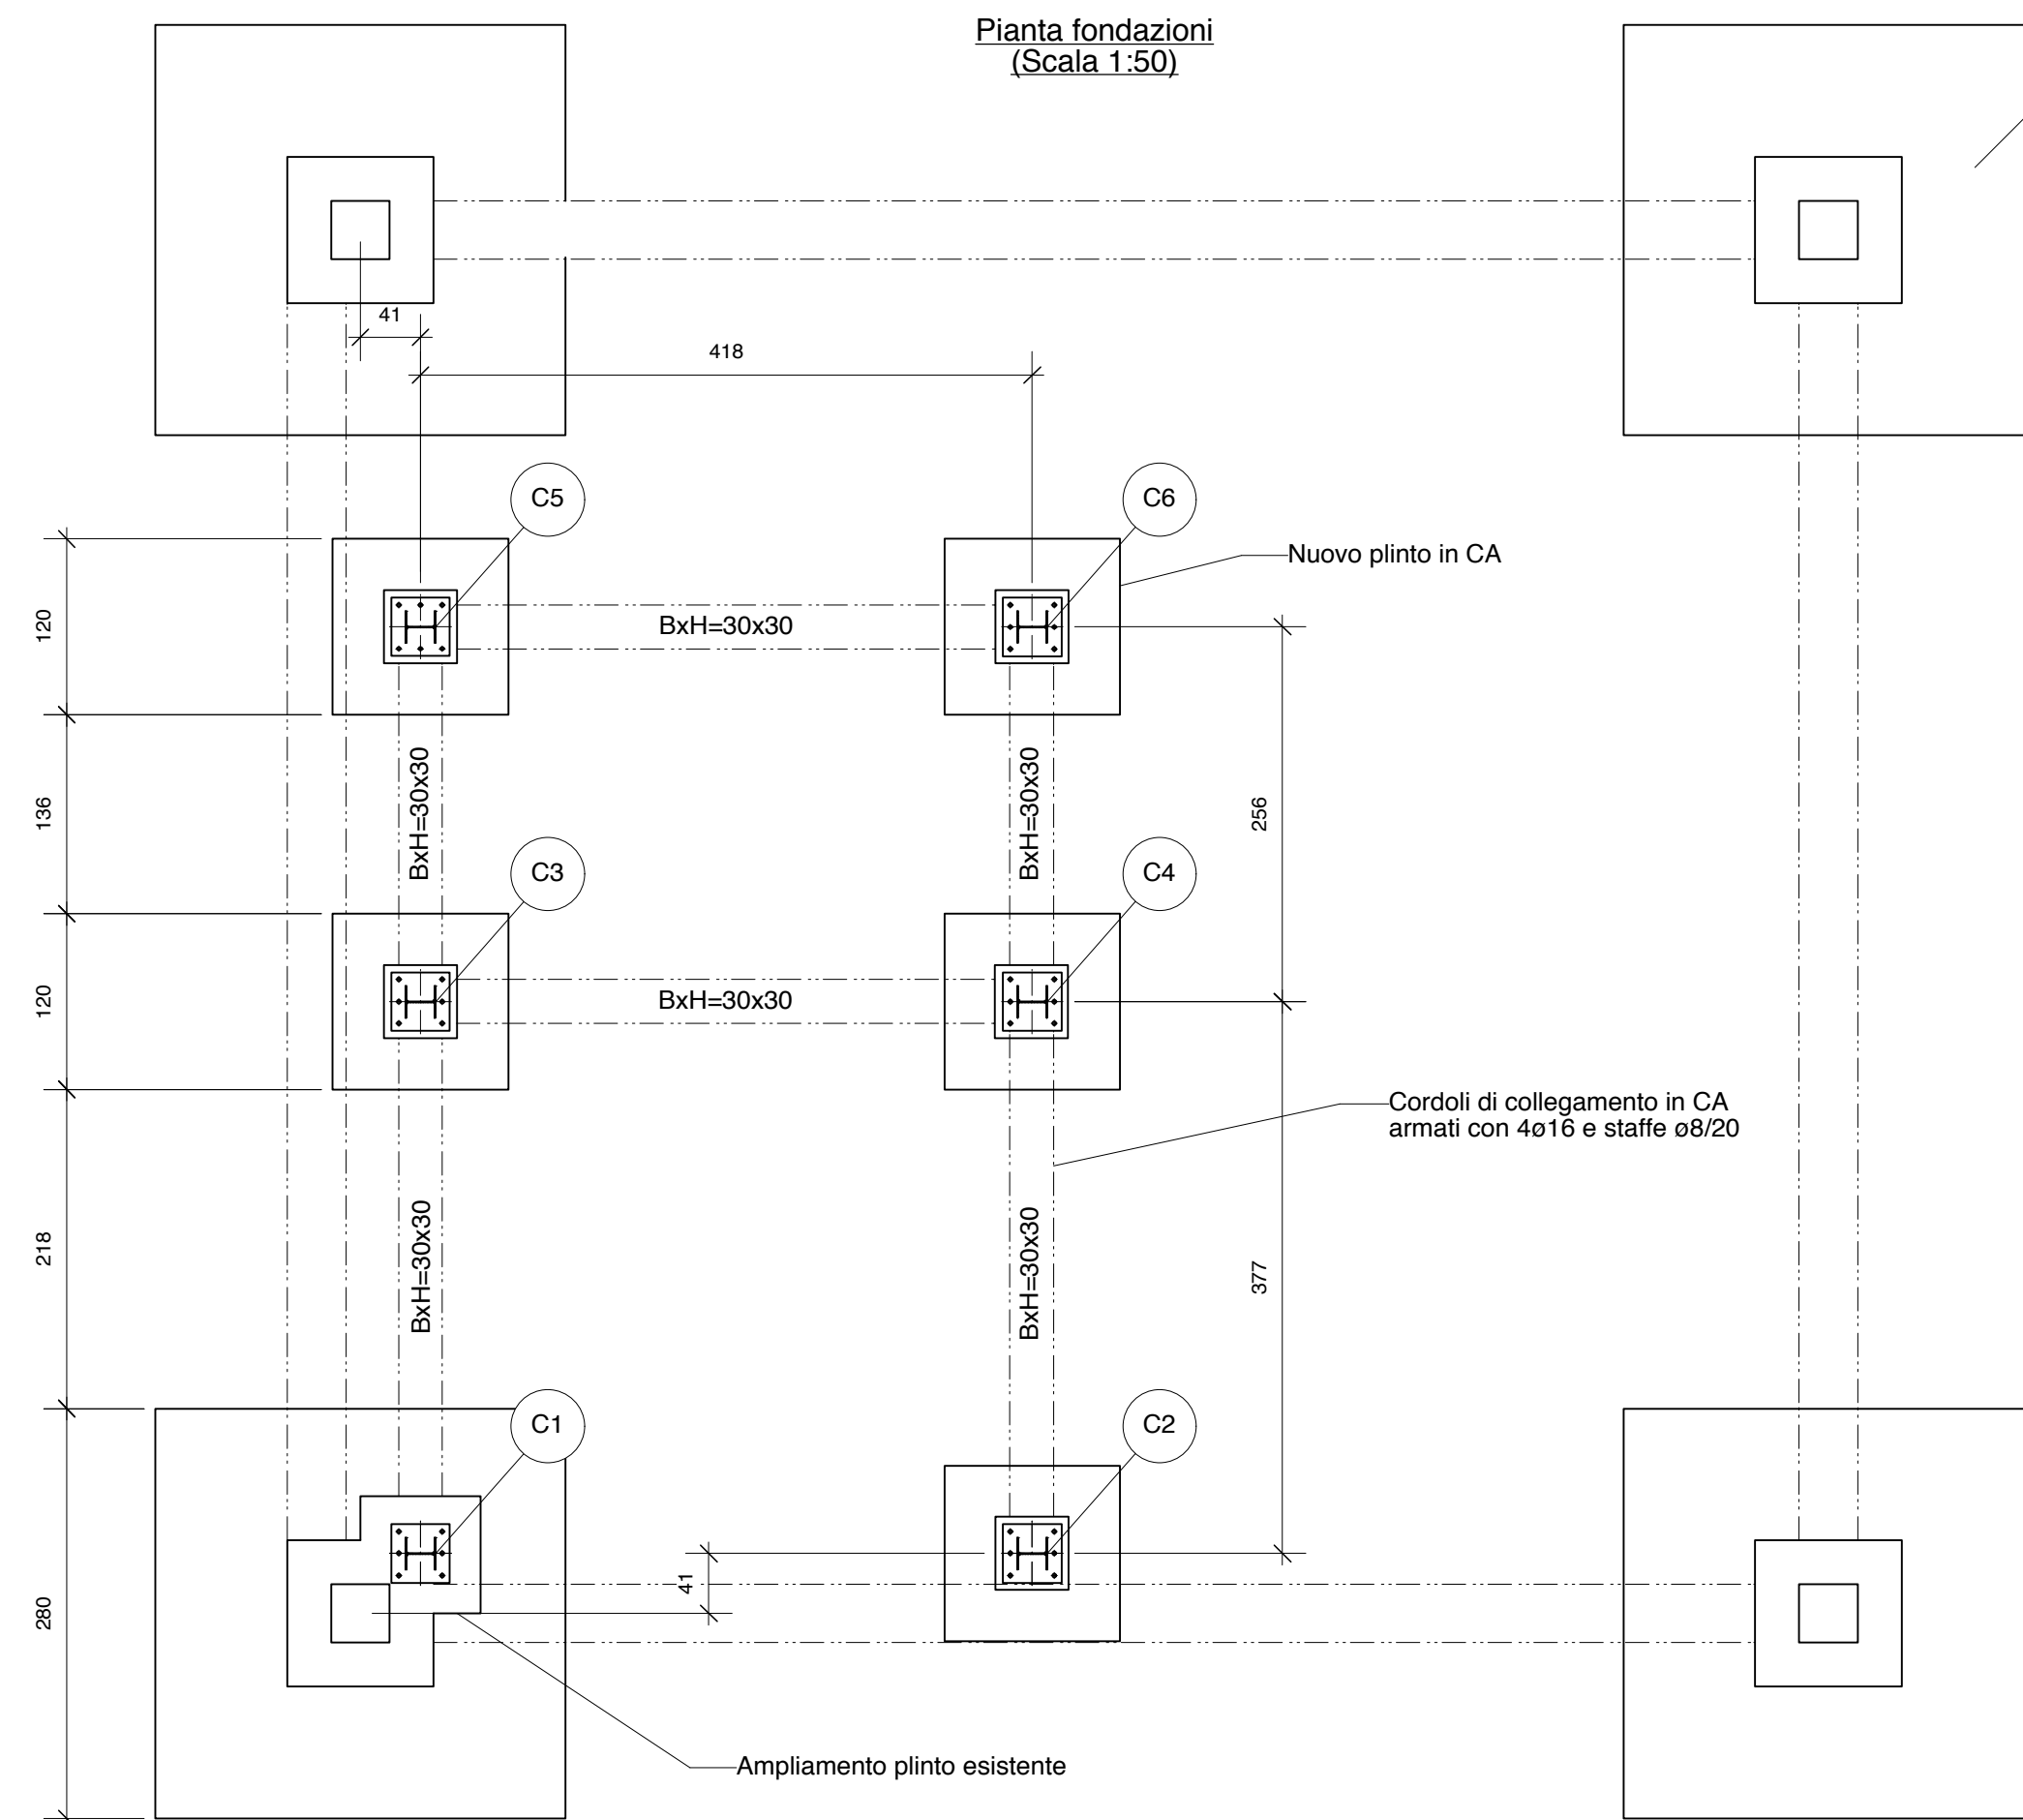 Pianta fondazioni
(Scala 1:50)
41
418
C5
C6
Nuovo plinto in CA
120
BxH=30x30
136
BxH=30x30
BxH=30x30
256
C3
C4
120
BxH=30x30
Cordoli di collegamento in CA
armati con 4ø16 e staffe ø8/20
218
BxH=30x30
BxH=30x30
377
C1
C2
41
280
Ampliamento plinto esistente